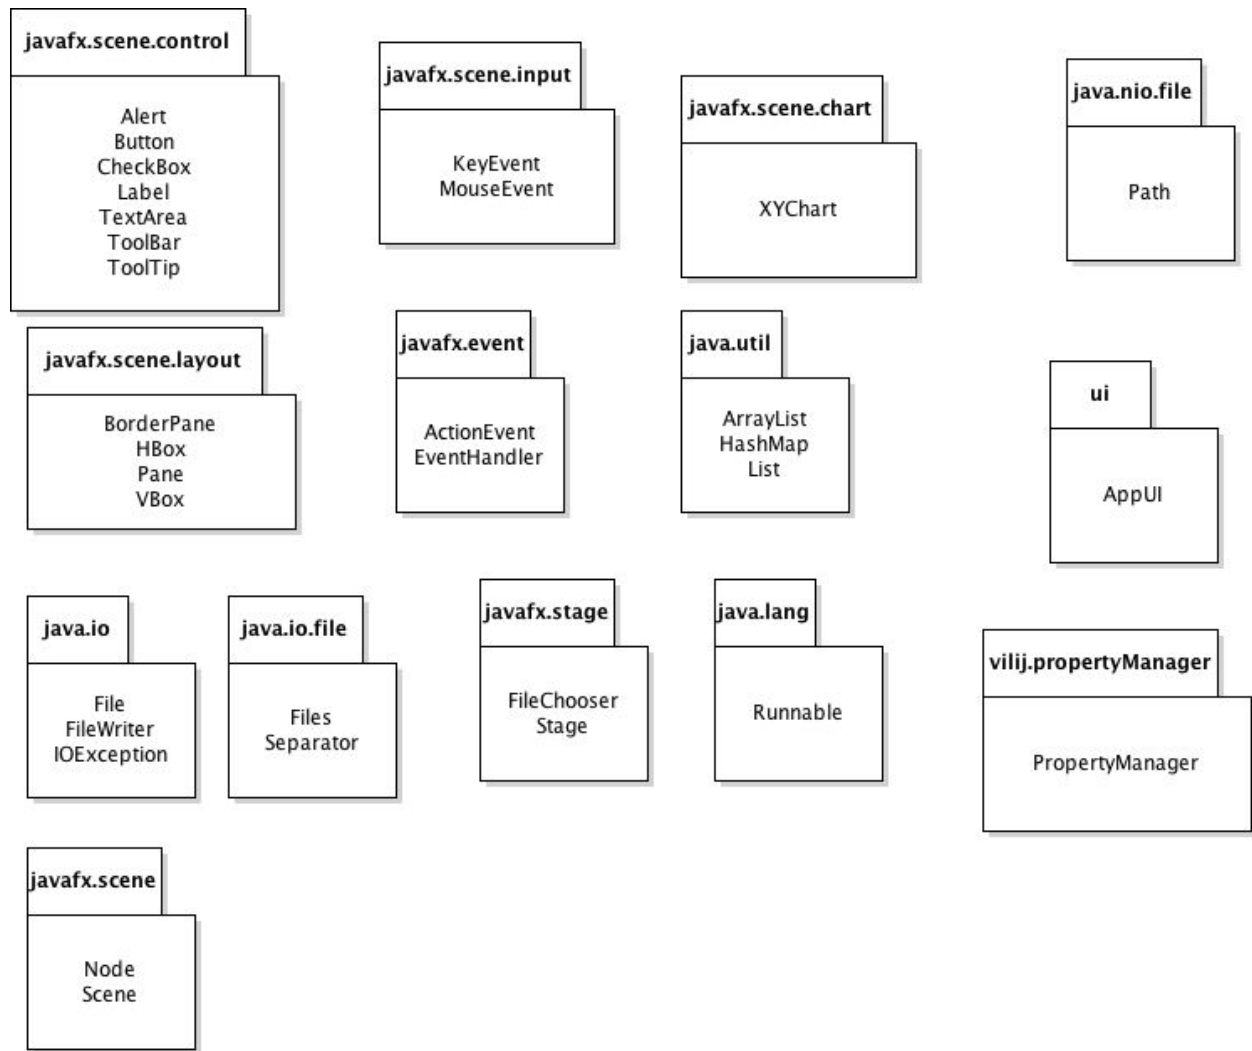 javafx.scene.control
Alert
Button
CheckBox
Label
TextArea
ToolBar
ToolTip
javafx.scene.input
KeyEvent
MouseEvent
javafx.scene.chart
XYChart
java.nio.file
Path
javafx.scene.layout
BorderPane
HBox
Pane
VBox
javafx.event
ActionEvent
EventHandler
java.util
ArrayList
HashMap
List
ui
AppUI
java.io
File
FileWriter
IOException
java.io.file
Files
Separator
javafx.stage
FileChooser
Stage
java.lang
Runnable
vilij.propertyManager
PropertyManager
javafx.scene
Node
Scene